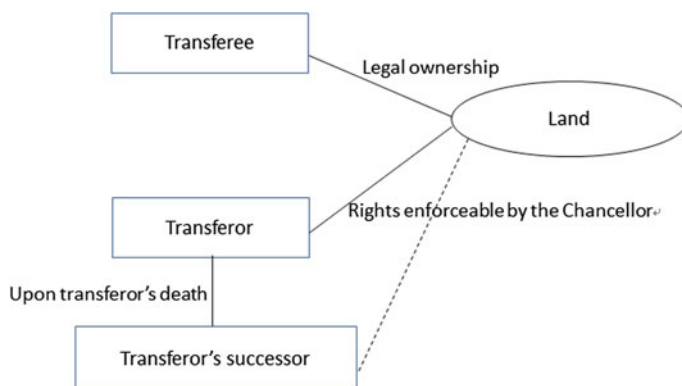 Transferee
Legal ownership
Land
Transferor
Rights enforceable by the Chancellor↵
Upon transferor's death
Transferor's successor